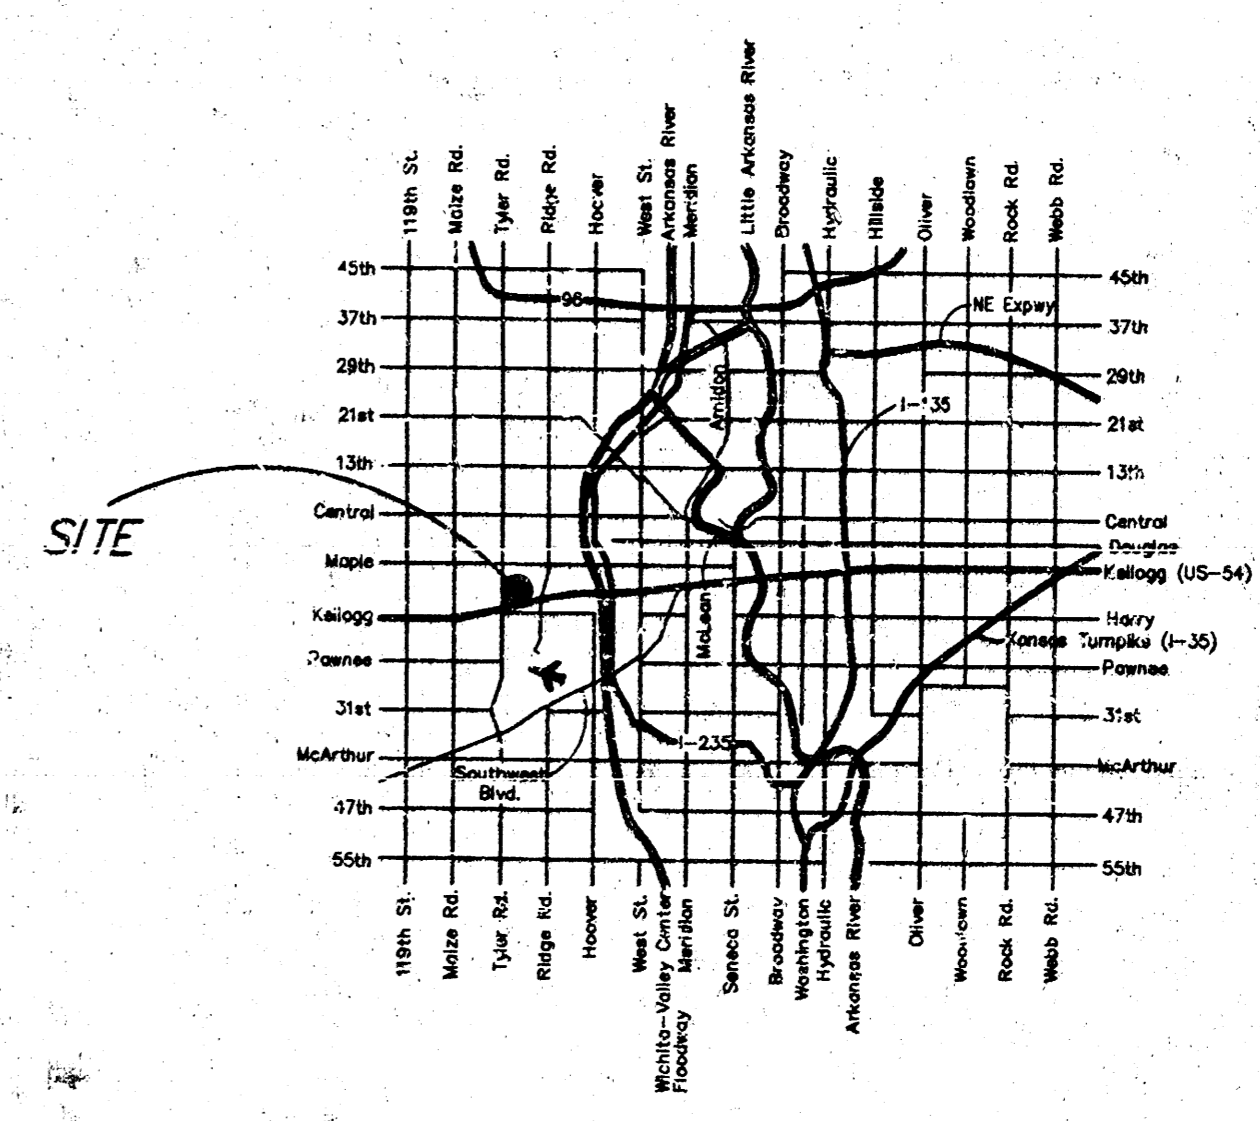 119th St.
Maize Rd.
Tyler Rd.
Ridge Rd.
Hoover
West St.
Arkansas River
Meridian
Little Arkansas River
Broadway
Hydraulic
Hillside
Oliver
Woodlawn
Rock Rd.
Webb Rd.
45th
45th
96
NE Expwy
37th
37th
29th
29th
Amidon
I-135
21st
21st
13th
13th
SITE
Central
Central
Douglas
Maple
Kellogg (US-54)
Kellogg
McLean
Harry
Kansas Turnpike (I-35)
Pawnee
Pawnee
31st
31st
I-235
McArthur
McArthur
Southwest
Blvd.
47th
47th
55th
55th
119th St.
Maize Rd.
Tyler Rd.
Ridge Rd.
Hoover
West St.
Wichita-Valley Center
Floodway
Meridian
Seneca St.
Broadway
Washington
Hydraulic
Arkansas River
Oliver
Woodlawn
Rock Rd.
Webb Rd.